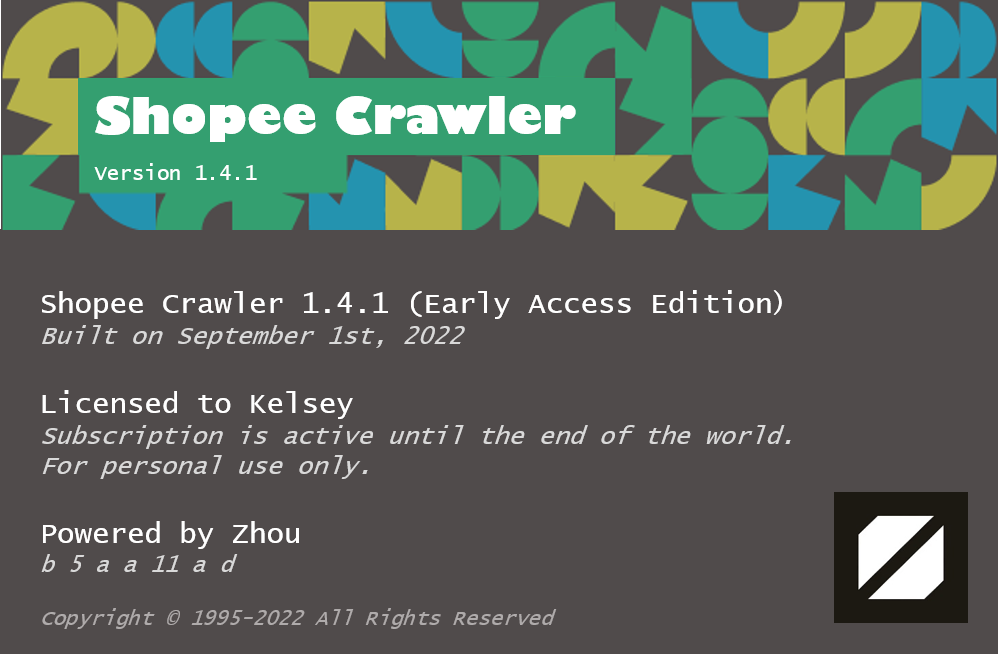 Shopee Crawler
Version 1.4.1
Shopee Crawler 1.4.1 (Early Access Edition)
Built on September 1st, 2022
Licensed to Kelsey
Subscription is active until the end of the world.
For personal use only.
Powered by Zhou
b 5 a a 11 a d
Copyright © 1995-2022 All Rights Reserved